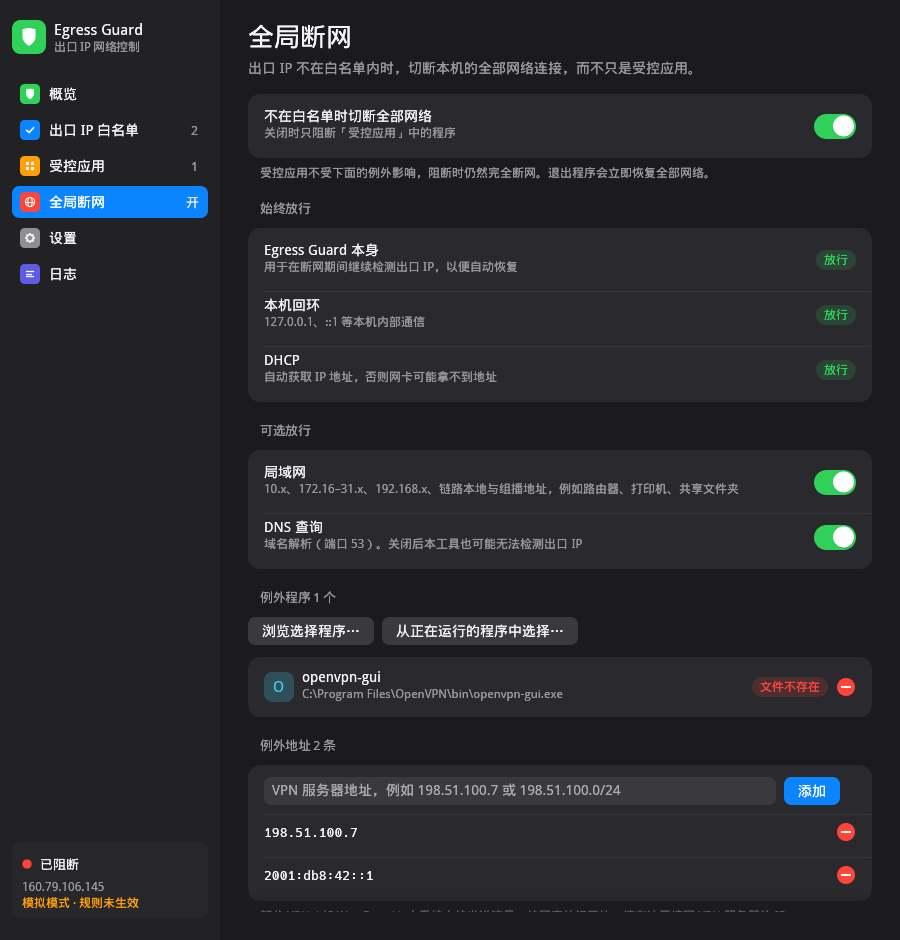 Egress Guard
出口 IP 网络控制
概览
出口 IP 白名单 2
受控应用 1
全局断网 开
设置
日志
已阻断
160.79.106.145
模拟模式 · 规则未生效
全局断网
出口 IP 不在白名单内时，切断本机的全部网络连接，而不只是受控应用。
不在白名单时切断全部网络
关闭时只阻断「受控应用」中的程序
受控应用不受下面的例外影响，阻断时仍然完全断网。退出程序会立即恢复全部网络。
始终放行
Egress Guard 本身
用于在断网期间继续检测出口 IP，以便自动恢复
放行
本机回环
127.0.0.1、::1 等本机内部通信
放行
DHCP
自动获取 IP 地址，否则网卡可能拿不到地址
放行
可选放行
局域网
10.x、172.16–31.x、192.168.x、链路本地与组播地址，例如路由器、打印机、共享文件夹
DNS 查询
域名解析（端口 53）。关闭后本工具也可能无法检测出口 IP
例外程序 1 个
浏览选择程序…
从正在运行的程序中选择…
O
openvpn-gui
C:\Program Files\OpenVPN\bin\openvpn-gui.exe
文件不存在
例外地址 2 条
VPN 服务器地址，例如 198.51.100.7 或 198.51.100.0/24
添加
198.51.100.7
2001:db8:42::1